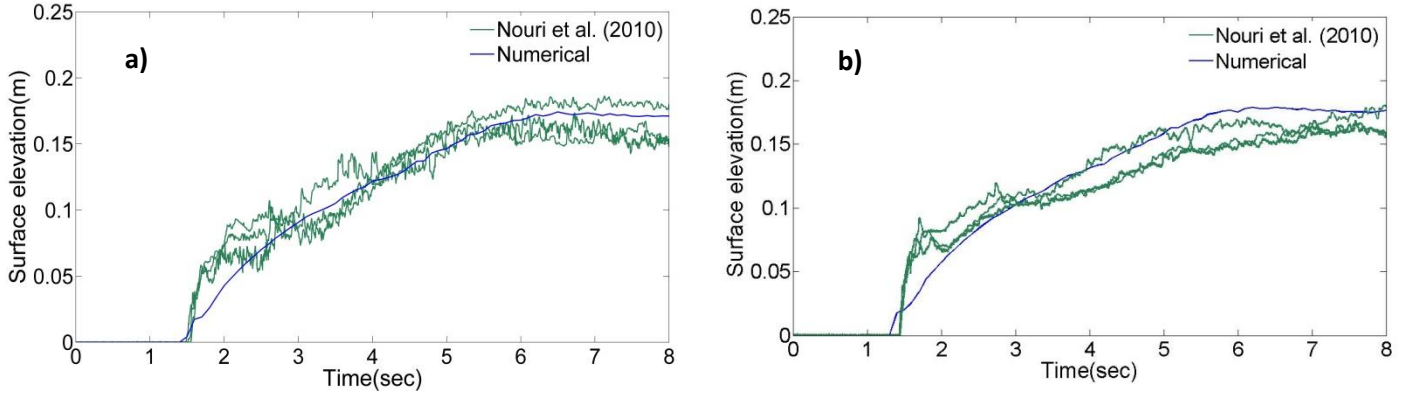 a)
Nouri et al. (2010)
Numerical
Surface elevation(m)
0.25
0.2
0.15
0.1
0.05
0
0 1 2 3 4 5 6 7 8
Time(sec)
b)
Nouri et al. (2010)
Numerical
Surface elevation(m)
0.25
0.2
0.15
0.1
0.05
0
0 1 2 3 4 5 6 7 8
Time(sec)